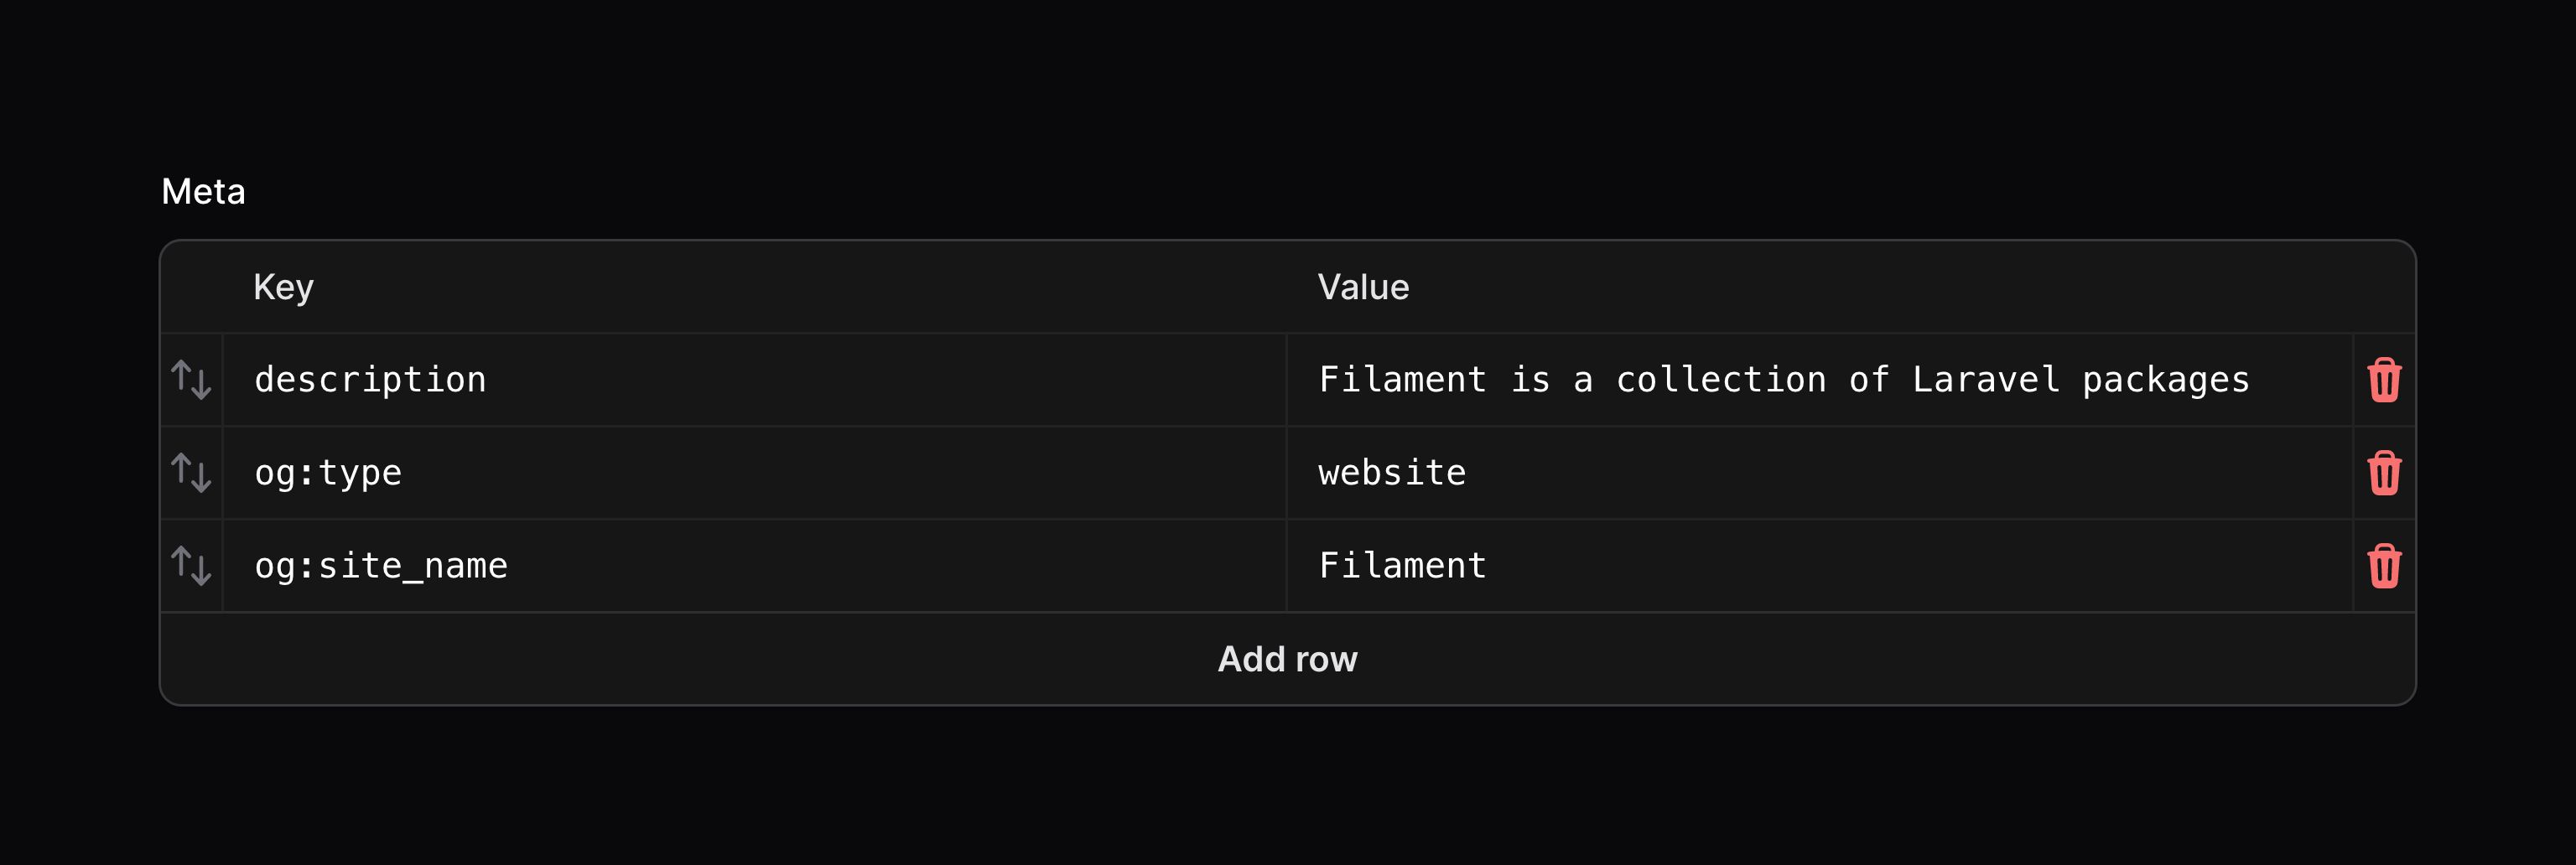 Meta
Key Value
description Filament is a collection of Laravel packages
og:type website
og:site_name Filament
Add row